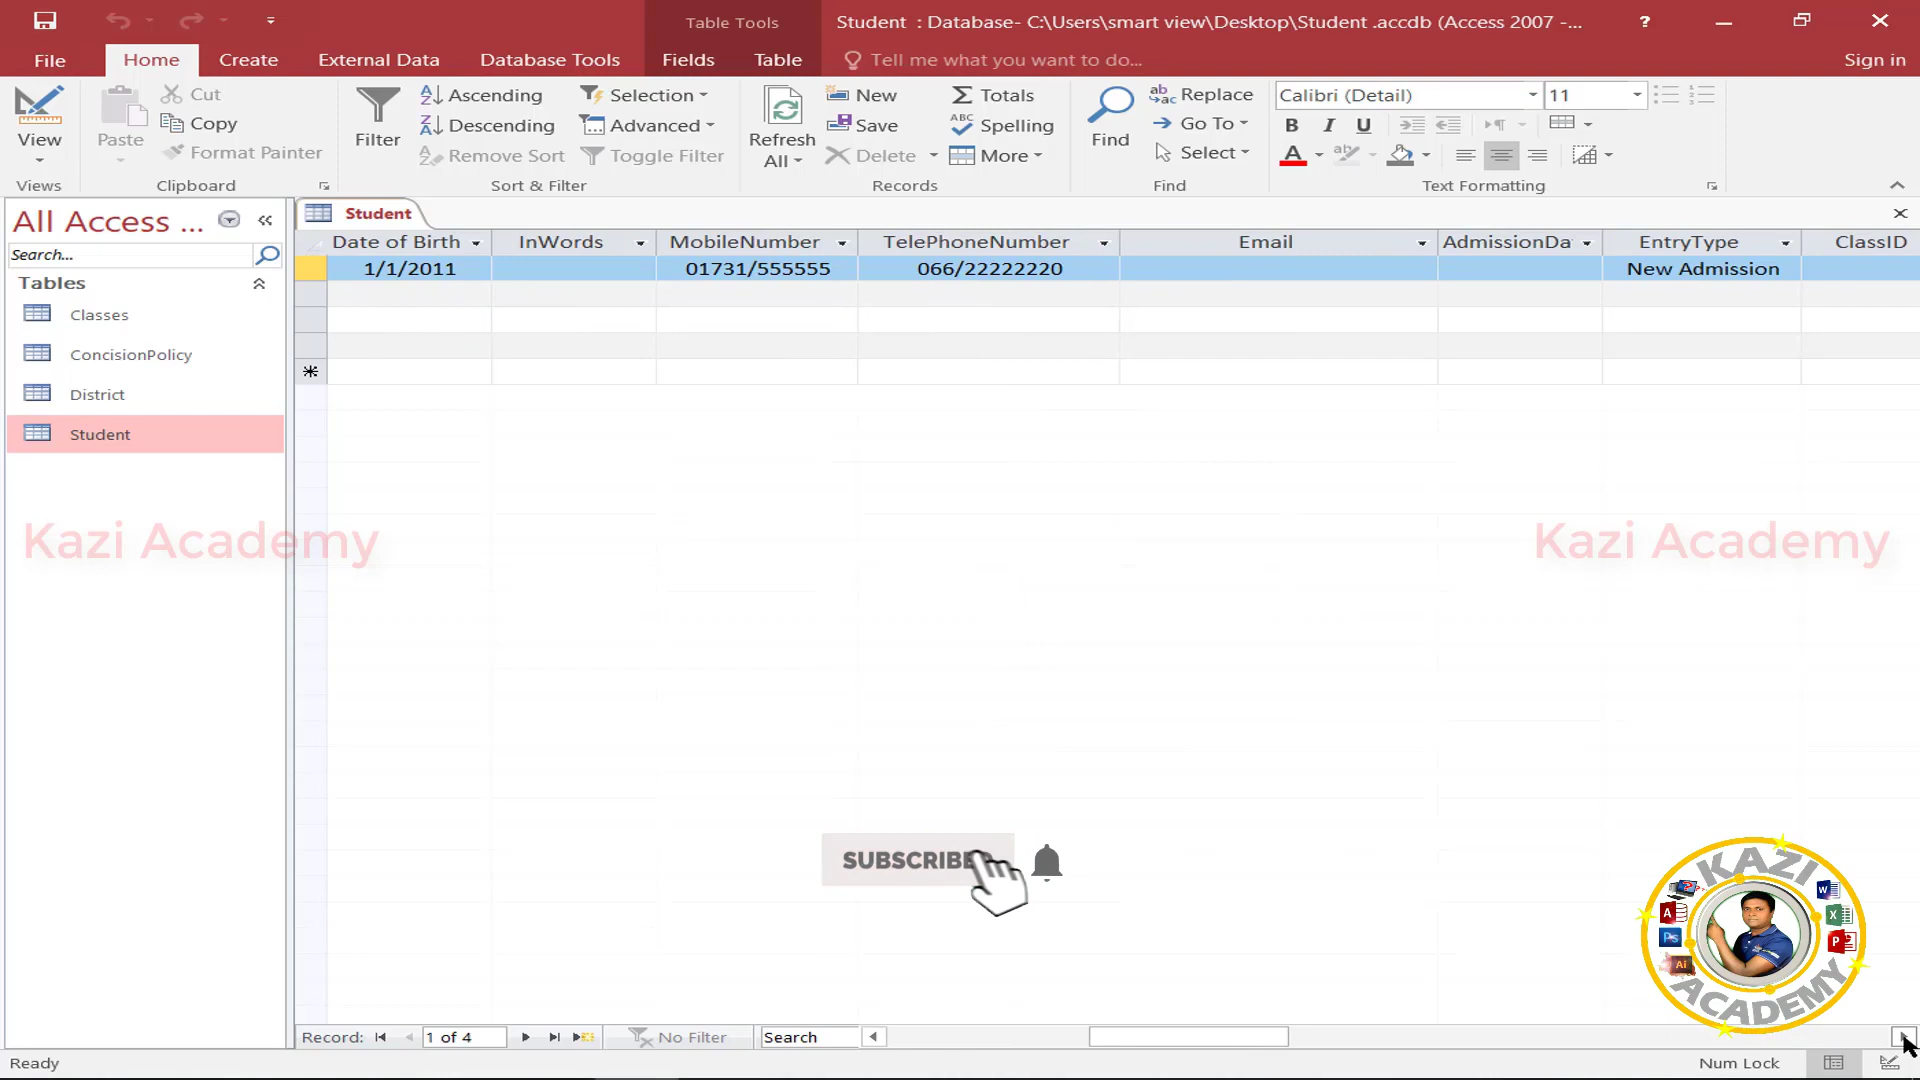 Table Tools
Student : Database- C:\Users\smart view\Desktop\Student .accdb (Access 2007 -...
?
File
Home
Create
External Data
Database Tools
Fields
Table
Tell me what you want to do...
Sign in
View
Paste
Cut
Copy
Format Painter
Filter
Ascending
Descending
Remove Sort
Selection
Advanced
Toggle Filter
Refresh
All
New
Save
Delete
Totals
Spelling
More
Find
Replace
Go To
Select
Calibri (Detail)
11
B I U
A
Views
Clipboard
Sort & Filter
Records
Find
Text Formatting
All Access ...
Search...
Tables
Classes
ConcisionPolicy
District
Student
Student
Date of Birth InWords MobileNumber TelePhoneNumber Email AdmissionDa EntryType ClassID
1/1/2011 01731/555555 066/22222220 New Admission
Kazi Academy
Kazi Academy
SUBSCRIBE
KAZI
ACADEMY
Record: 1 of 4 No Filter Search
Ready
Num Lock